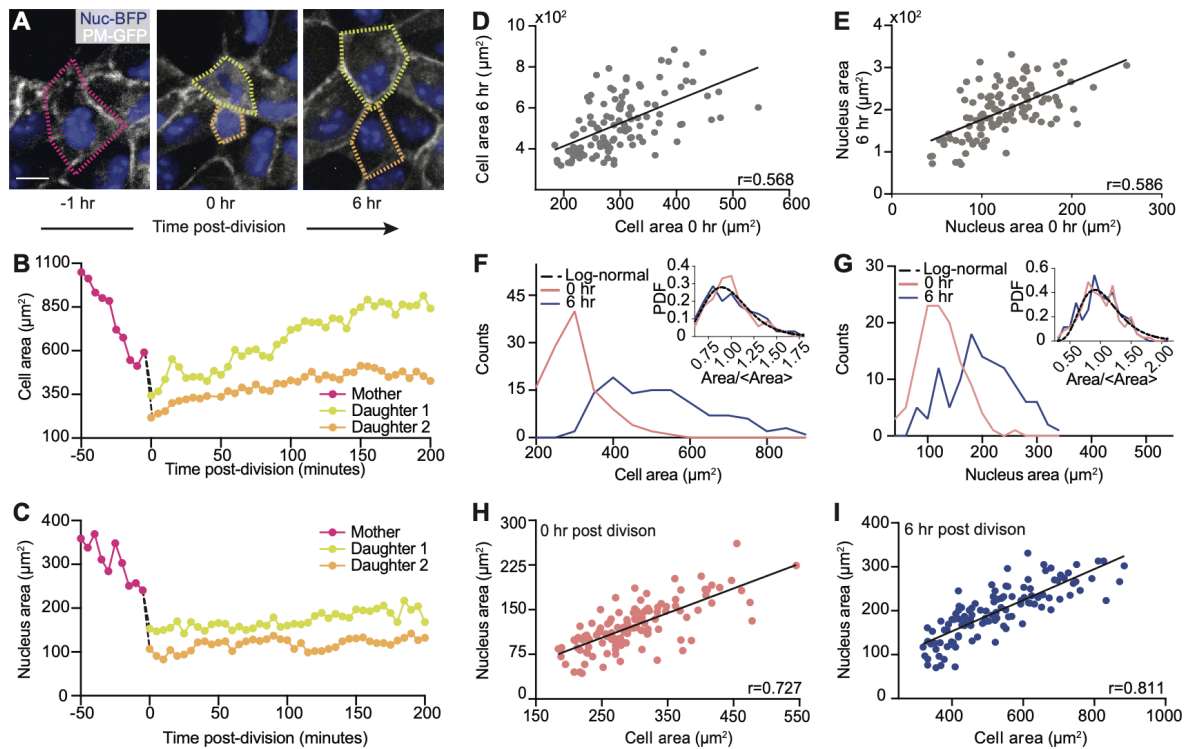 A
Nuc-BFP
PM-GFP
-1 hr
0 hr
6 hr
Time post-division
B
Cell area (µm²)
1100
850
600
350
100
Mother
Daughter 1
Daughter 2
-50
0
50
100
150
200
Time post-division (minutes)
C
Nucleus area (µm²)
400
300
200
100
0
Mother
Daughter 1
Daughter 2
-50
0
50
100
150
200
Time post-division (minutes)
D
x10²
Cell area 6 hr (µm²)
10
8
6
4
r=0.568
200
300
400
500
600
Cell area 0 hr (µm²)
E
x10²
Nucleus area
6 hr (µm²)
4
3
2
1
0
r=0.586
0
100
200
300
Nucleus area 0 hr (µm²)
F
Log-normal
0 hr
6 hr
Counts
45
30
15
0
200
400
600
800
Cell area (µm²)
PDF
0.4
0.3
0.2
0.1
0
0.75
1.00
1.25
1.50
1.75
Area/<Area>
G
Log-normal
0 hr
6 hr
Counts
30
20
10
0
100
200
300
400
500
Nucleus area (µm²)
PDF
0.6
0.4
0.2
0
0.50
1.00
1.50
2.00
Area/<Area>
H
0 hr post divison
Nucleus area (µm²)
300
225
150
75
0
r=0.727
150
250
350
450
550
Cell area (µm²)
I
6 hr post divison
Nucleus area (µm²)
400
300
200
100
0
r=0.811
400
600
800
1000
Cell area (µm²)